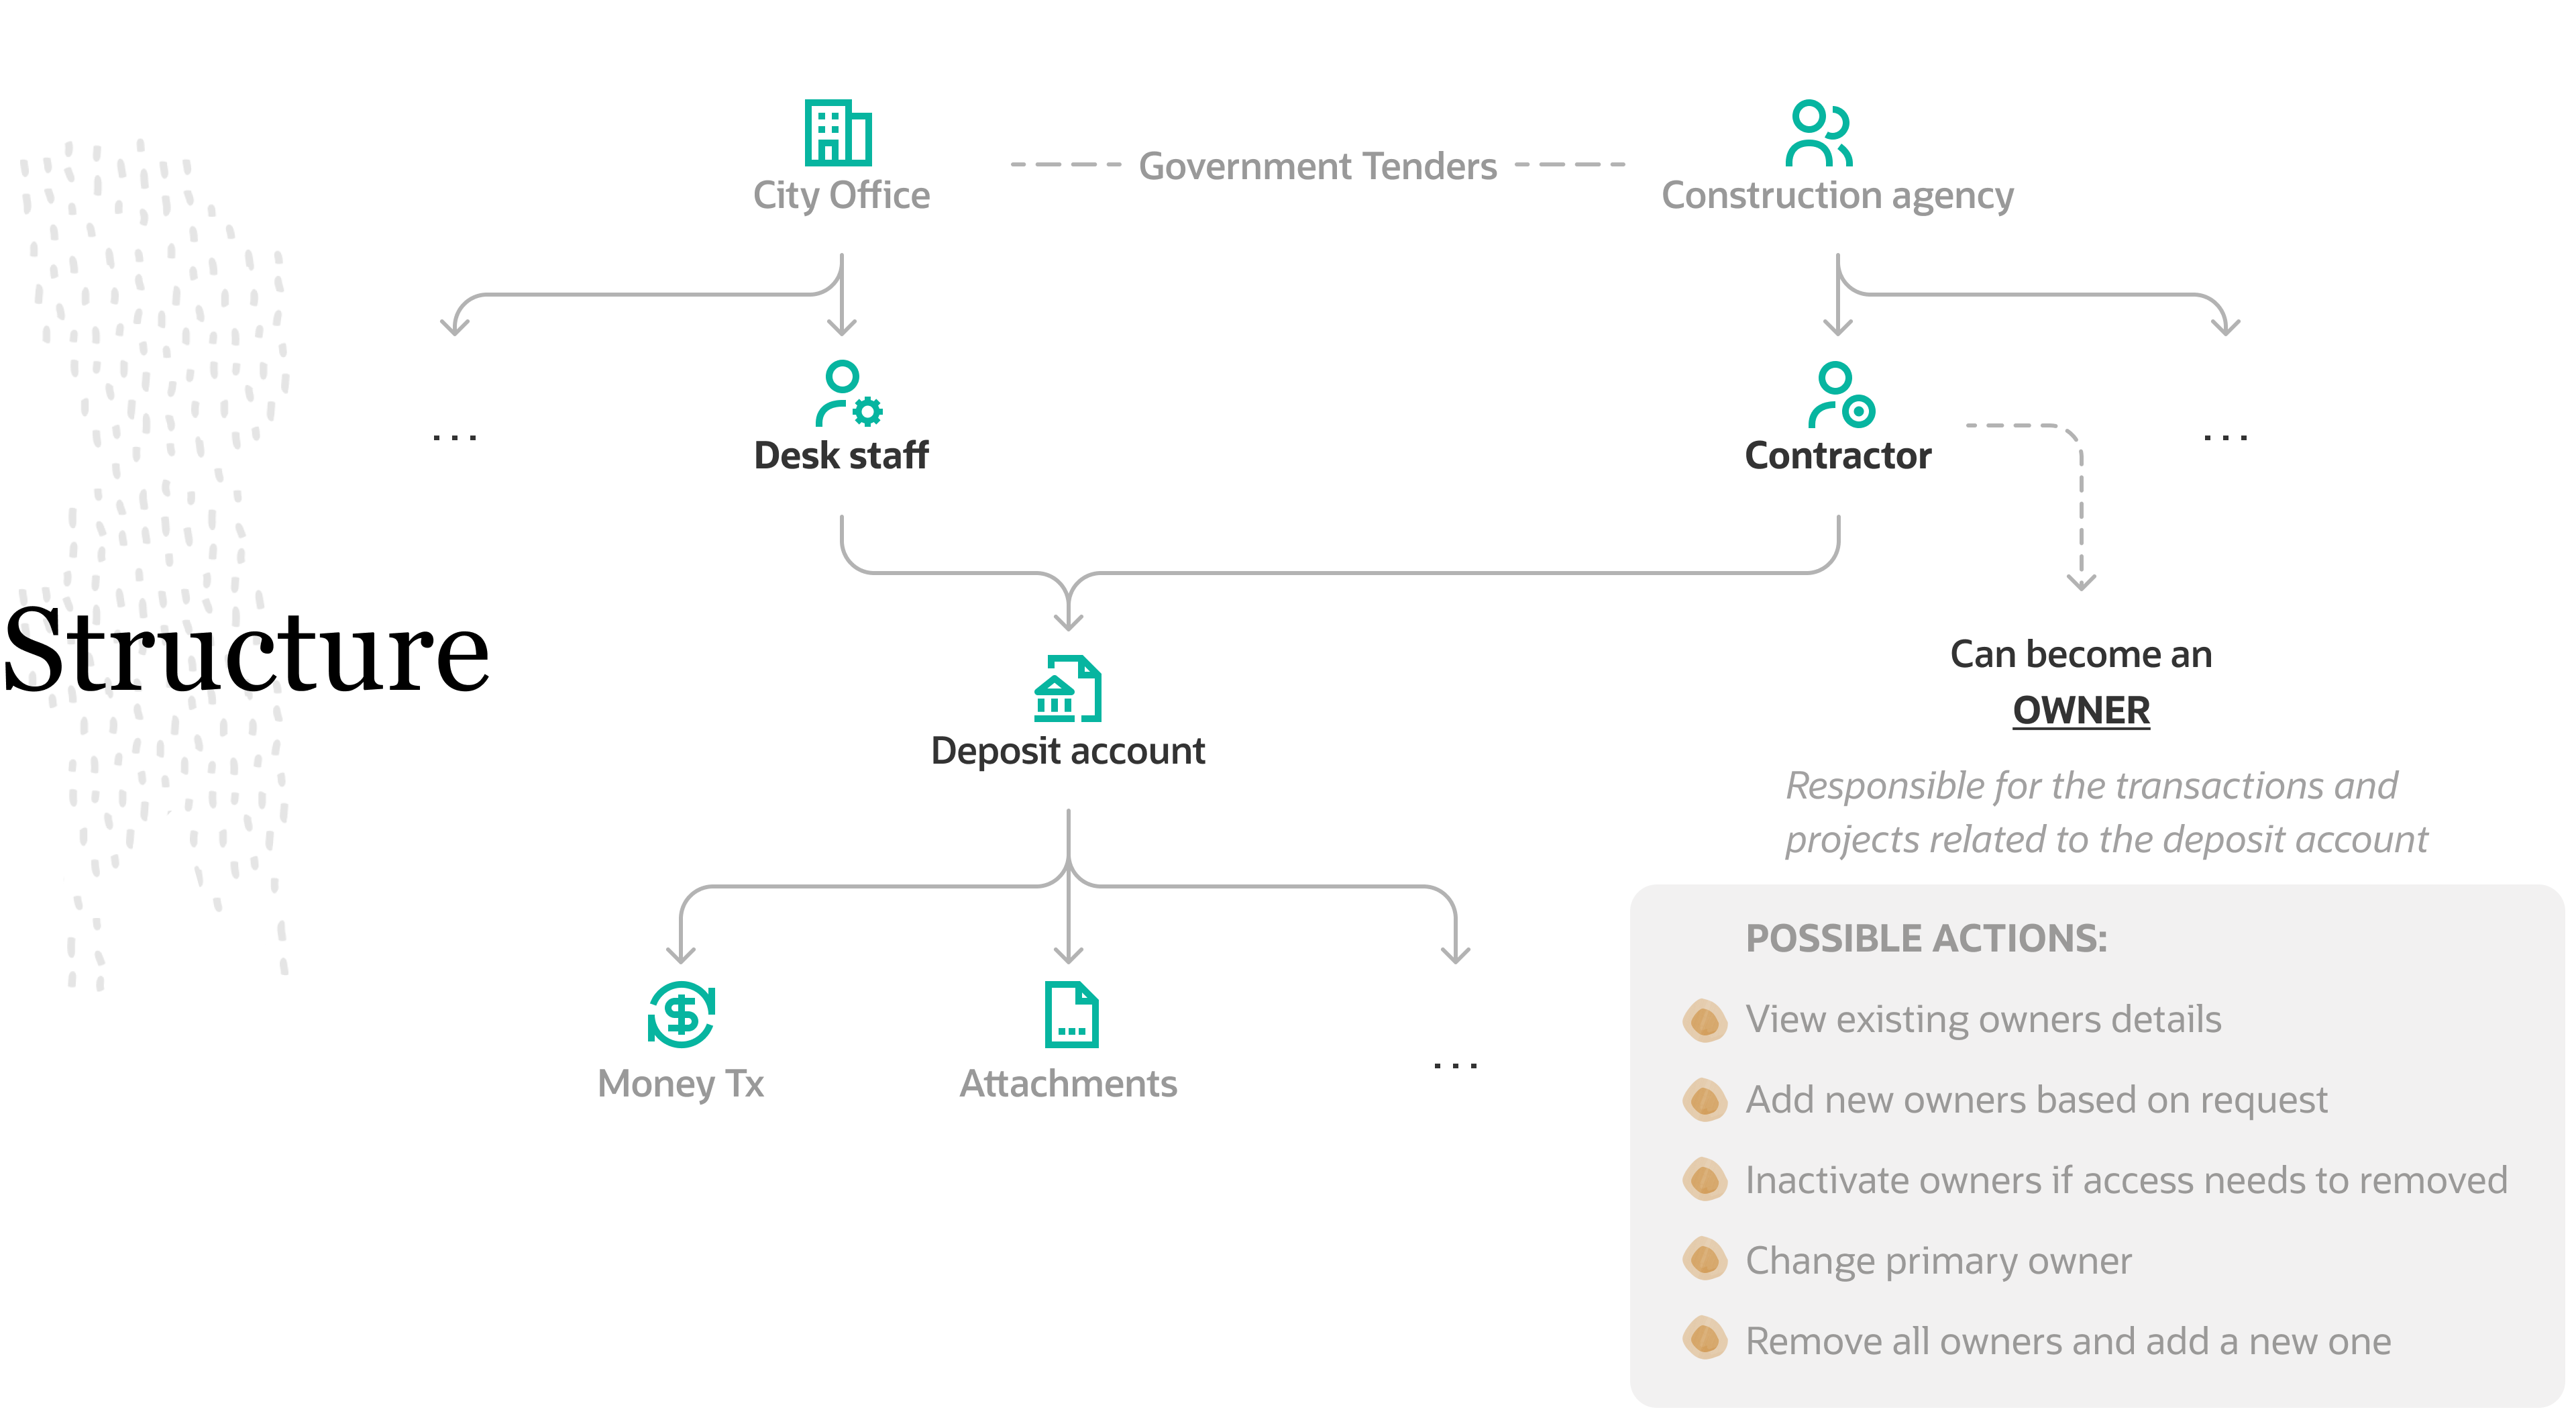 City Office
Government Tenders
Construction agency
...
Desk staff
Contractor
...
Structure
Deposit account
Can become an
OWNER
Responsible for the transactions and
projects related to the deposit account
Money Tx
Attachments
...
POSSIBLE ACTIONS:
View existing owners details
Add new owners based on request
Inactivate owners if access needs to removed
Change primary owner
Remove all owners and add a new one